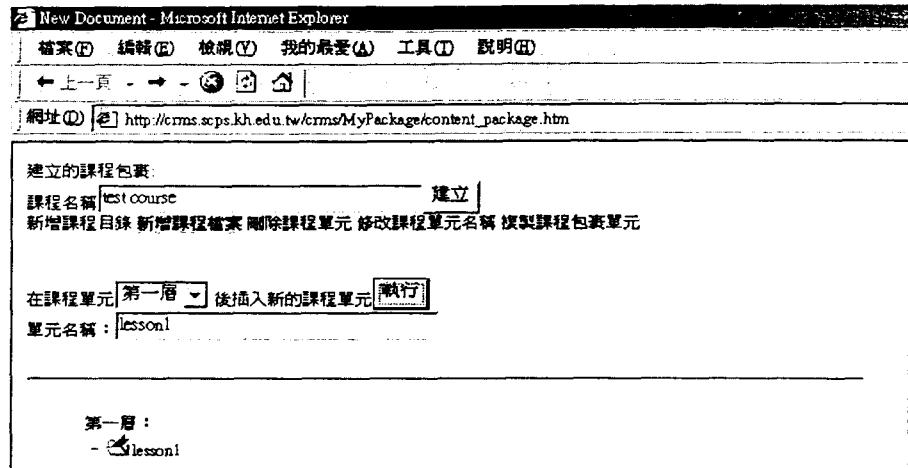 New Document - Microsoft Internet Explorer
檔案(F) 編輯(E) 檢視(V) 我的最愛(A) 工具(T) 說明(H)
上一頁
網址(D) http://crms.scps.kh.edu.tw/crms/MyPackage/content_package.htm
建立的課程包裹:
課程名稱 test course 建立
新增課程目錄 新增課程檔案 刪除課程單元 修改課程單元名稱 複製課程包裹單元
在課程單元 第一層 後插入新的課程單元 執行
單元名稱：lesson1
第一層：
- lesson1